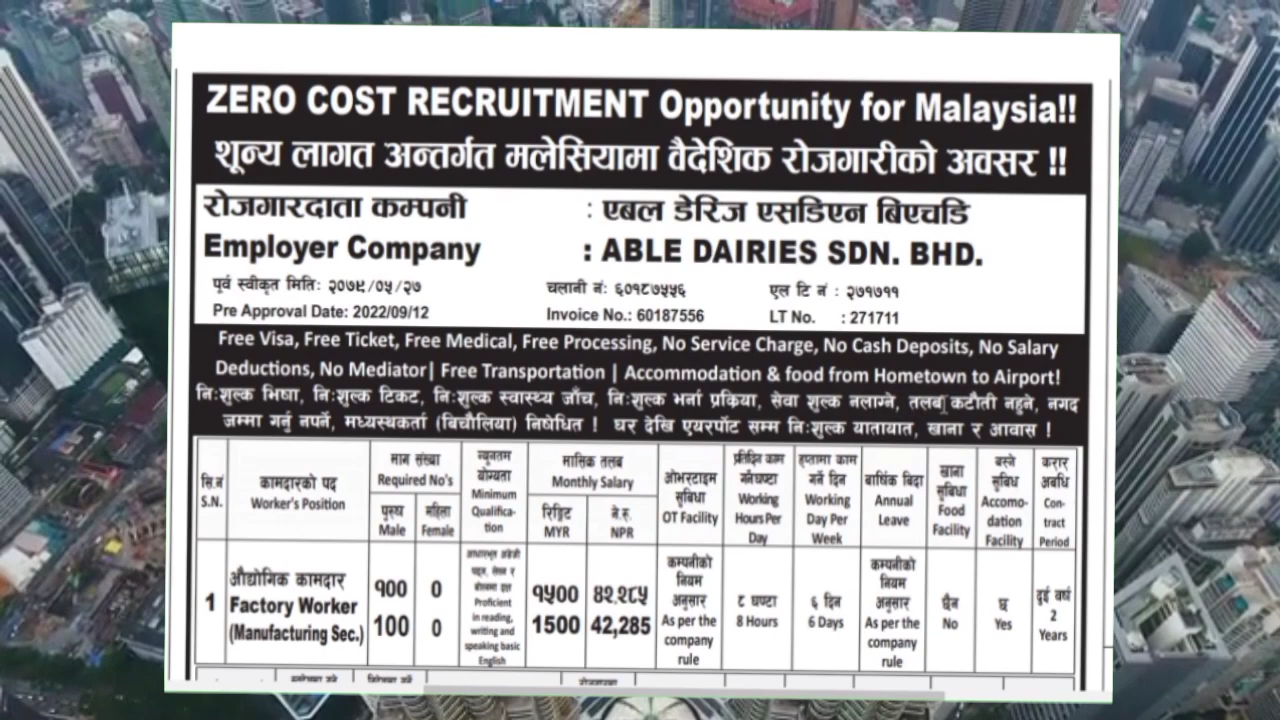 ZERO COST RECRUITMENT Opportunity for Malaysia!!
शून्य लागत अन्तर्गत मलेसियामा वैदेशिक रोजगारीको अवसर !!
रोजगारदाता कम्पनी : एबल डेरिज एसडिएन बिएचडि
Employer Company : ABLE DAIRIES SDN. BHD.
पूर्व स्वीकृत मितिः २०७९/०५/२७ चलानी नं: ६०१८७५५६ एल टि नं : २७१७११
Pre Approval Date: 2022/09/12 Invoice No.: 60187556 LT No. : 271711
Free Visa, Free Ticket, Free Medical, Free Processing, No Service Charge, No Cash Deposits, No Salary
Deductions, No Mediator| Free Transportation | Accommodation & food from Hometown to Airport!
निःशुल्क भिषा, निःशुल्क टिकट, निःशुल्क स्वास्थ्य जाँच, निःशुल्क भर्ना प्रक्रिया, सेवा शुल्क नलाग्ने, तलब कटौती नहुने, नगद
जम्मा गर्नु नपर्ने, मध्यस्थकर्ता (बिचौलिया) निषेधित ! घर देखि एयरपोर्ट सम्म निःशुल्क यातायात, खाना र आवास !
सि.नं
S.N.
कामदारको पद
Worker's Position
माग संख्या
Required No's
पुरुष
Male
महिला
Female
न्युनतम
योग्यता
Minimum
Qualifica-
tion
मासिक तलब
Monthly Salary
रिङ्गिट
MYR
ने.रु.
NPR
ओभरटाइम
सुबिधा
OT Facility
प्रतिदिन काम
गर्नेघण्टा
Working
Hours Per
Day
हप्तामा काम
गर्ने दिन
Working
Day Per
Week
बार्षिक बिदा
Annual
Leave
खाना
सुबिधा
Food
Facility
बस्ने
सुबिधा
Accomo-
dation
Facility
करार
अबधि
Con-
tract
Period
1
औद्योगिक कामदार
Factory Worker
(Manufacturing Sec.)
१००
100
०
0
Proficient
in reading,
writing and
speaking basic
English
१५००
1500
४२,२८५
42,285
कम्पनीको
नियम
अनुसार
As per the
company
rule
८ घण्टा
8 Hours
६ दिन
6 Days
कम्पनीको
नियम
अनुसार
As per the
company
rule
छैन
No
छ
Yes
दुई वर्ष
2
Years